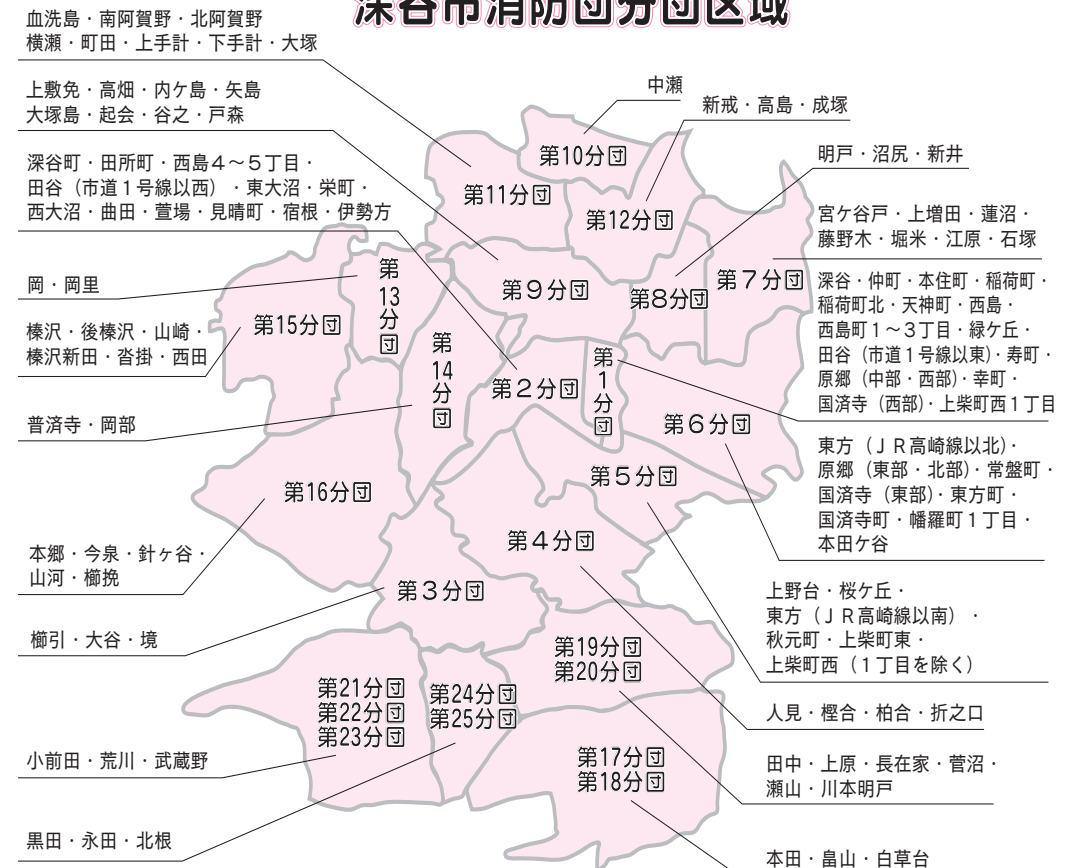 深谷市消防団分団区域
血洗島・南阿賀野・北阿賀野
横瀬・町田・上手計・下手計・大塚
上敷免・高畑・内ケ島・矢島
大塚島・起会・谷之・戸森
深谷町・田所町・西島４～５丁目・
田谷（市道１号線以西）・東大沼・栄町・
西大沼・曲田・萱場・見晴町・宿根・伊勢方
岡・岡里
榛沢・後榛沢・山崎・
榛沢新田・沓掛・西田
普済寺・岡部
本郷・今泉・針ヶ谷・
山河・櫛挽
櫛引・大谷・境
小前田・荒川・武蔵野
黒田・永田・北根
中瀬
新戒・高島・成塚
明戸・沼尻・新井
宮ケ谷戸・上増田・蓮沼・
藤野木・堀米・江原・石塚
深谷・仲町・本住町・稲荷町・
稲荷町北・天神町・西島・
西島町１～３丁目・緑ケ丘・
田谷（市道１号線以東）・寿町・
原郷（中部・西部）・幸町・
国済寺（西部）・上柴町西１丁目
東方（ＪＲ高崎線以北）・
原郷（東部・北部）・常盤町・
国済寺（東部）・東方町・
国済寺町・幡羅町１丁目・
本田ケ谷
上野台・桜ケ丘・
東方（ＪＲ高崎線以南）・
秋元町・上柴町東・
上柴町西（１丁目を除く）
人見・樫合・柏合・折之口
田中・上原・長在家・菅沼・
瀬山・川本明戸
本田・畠山・白草台
第10分団
第11分団
第12分団
第９分団
第８分団
第７分団
第13分団
第15分団
第14分団
第２分団
第１分団
第６分団
第５分団
第16分団
第４分団
第３分団
第19分団
第20分団
第21分団
第22分団
第23分団
第24分団
第25分団
第17分団
第18分団